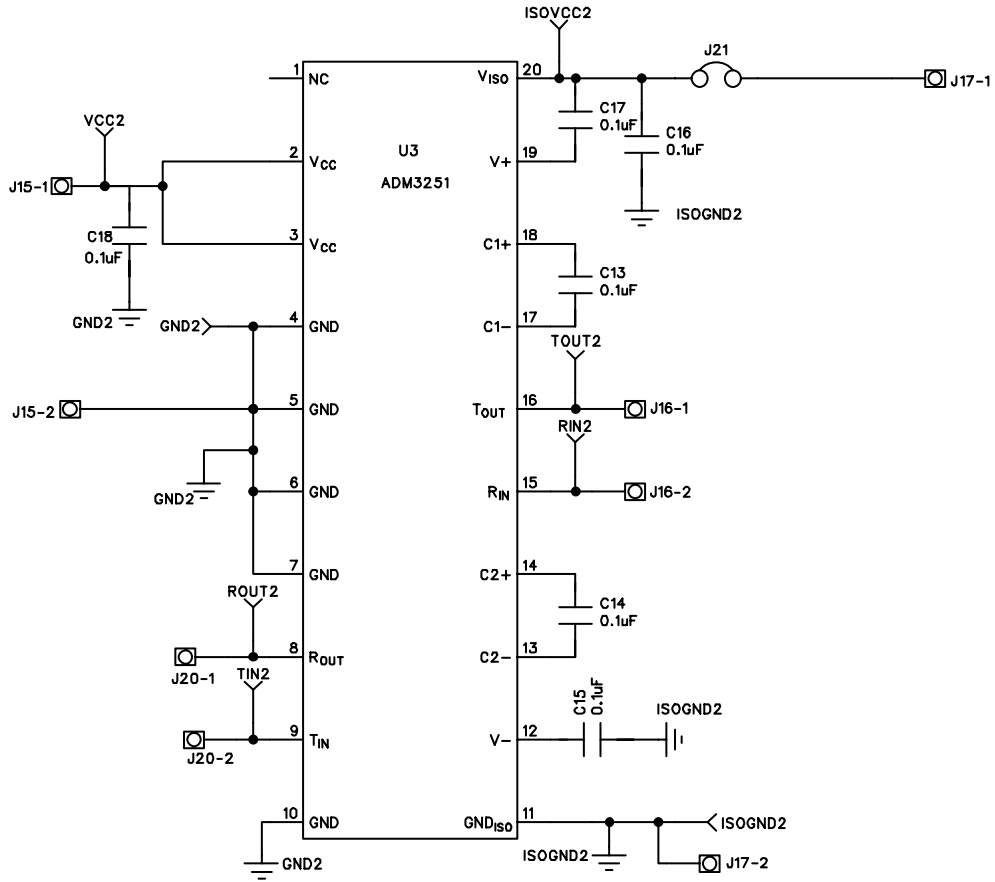 ISOVCC2
J21
1
NC
VISO
20
J17-1
C17
0.1uF
VCC2
C16
0.1uF
U3
ADM3251
2
VCC
V+
19
J15-1
ISOGND2
C18
0.1uF
3
VCC
C1+
18
C13
0.1uF
GND2
GND2
4
GND
C1-
17
TOUT2
J15-2
5
GND
TOUT
16
J16-1
RIN2
GND2
6
GND
RIN
15
J16-2
7
GND
C2+
14
ROUT2
C14
0.1uF
J20-1
8
ROUT
C2-
13
TIN2
C15
0.1uF
ISOGND2
J20-2
9
TIN
V-
12
10
GND
GNDISO
11
ISOGND2
GND2
ISOGND2
J17-2